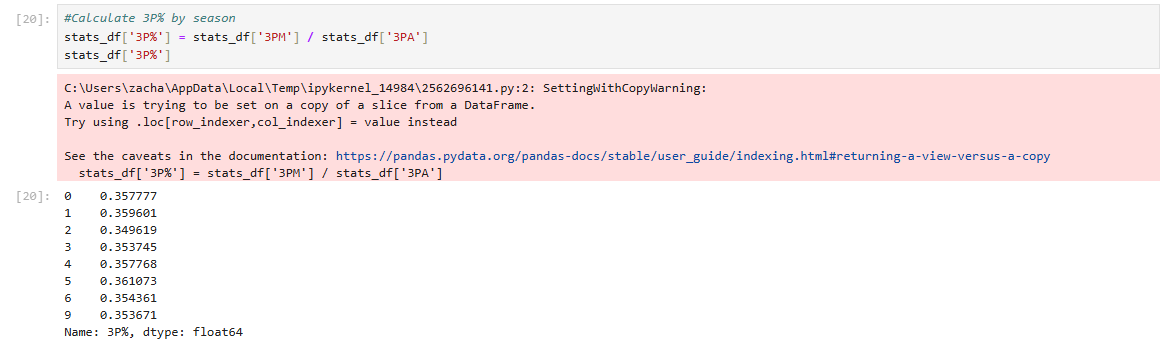 [20]: #Calculate 3P% by season
stats_df['3P%'] = stats_df['3PM'] / stats_df['3PA']
stats_df['3P%']
C:\Users\zacha\AppData\Local\Temp\ipykernel_14984\2562696141.py:2: SettingWithCopyWarning:
A value is trying to be set on a copy of a slice from a DataFrame.
Try using .loc[row_indexer,col_indexer] = value instead
See the caveats in the documentation: https://pandas.pydata.org/pandas-docs/stable/user_guide/indexing.html#returning-a-view-versus-a-copy
stats_df['3P%'] = stats_df['3PM'] / stats_df['3PA']
[20]: 0 0.357777
1 0.359601
2 0.349619
3 0.353745
4 0.357768
5 0.361073
6 0.354361
9 0.353671
Name: 3P%, dtype: float64